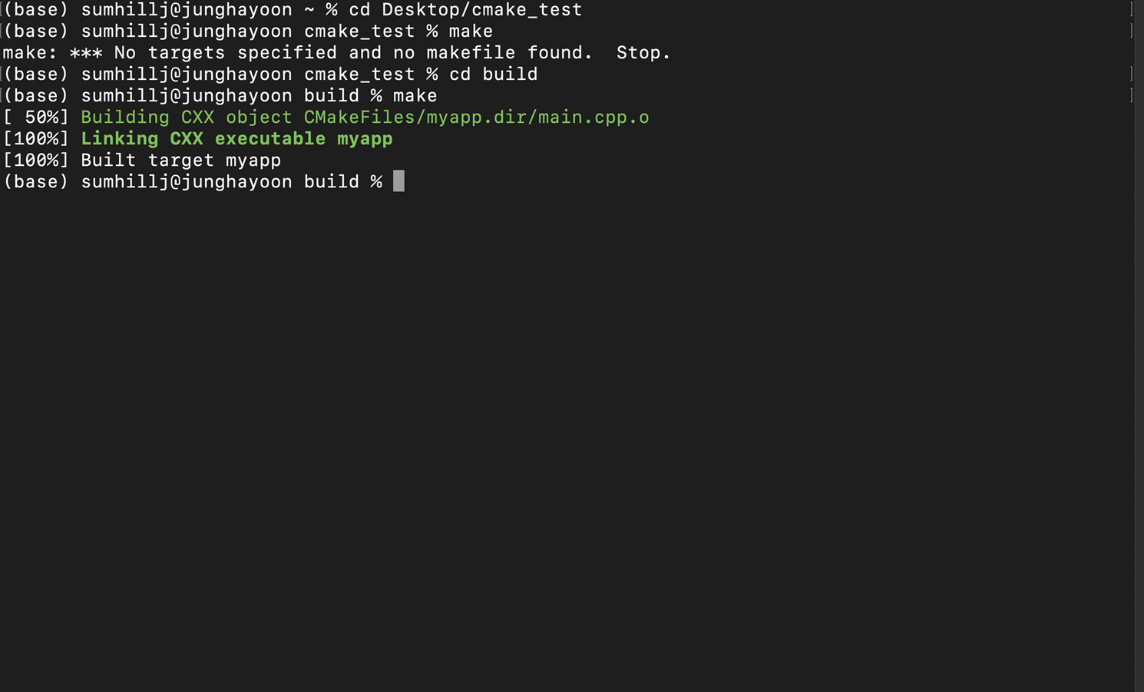 (base) sumhillj@junghayoon ~ % cd Desktop/cmake_test
(base) sumhillj@junghayoon cmake_test % make
make: *** No targets specified and no makefile found.  Stop.
(base) sumhillj@junghayoon cmake_test % cd build
(base) sumhillj@junghayoon build % make
[ 50%] Building CXX object CMakeFiles/myapp.dir/main.cpp.o
[100%] Linking CXX executable myapp
[100%] Built target myapp
(base) sumhillj@junghayoon build %